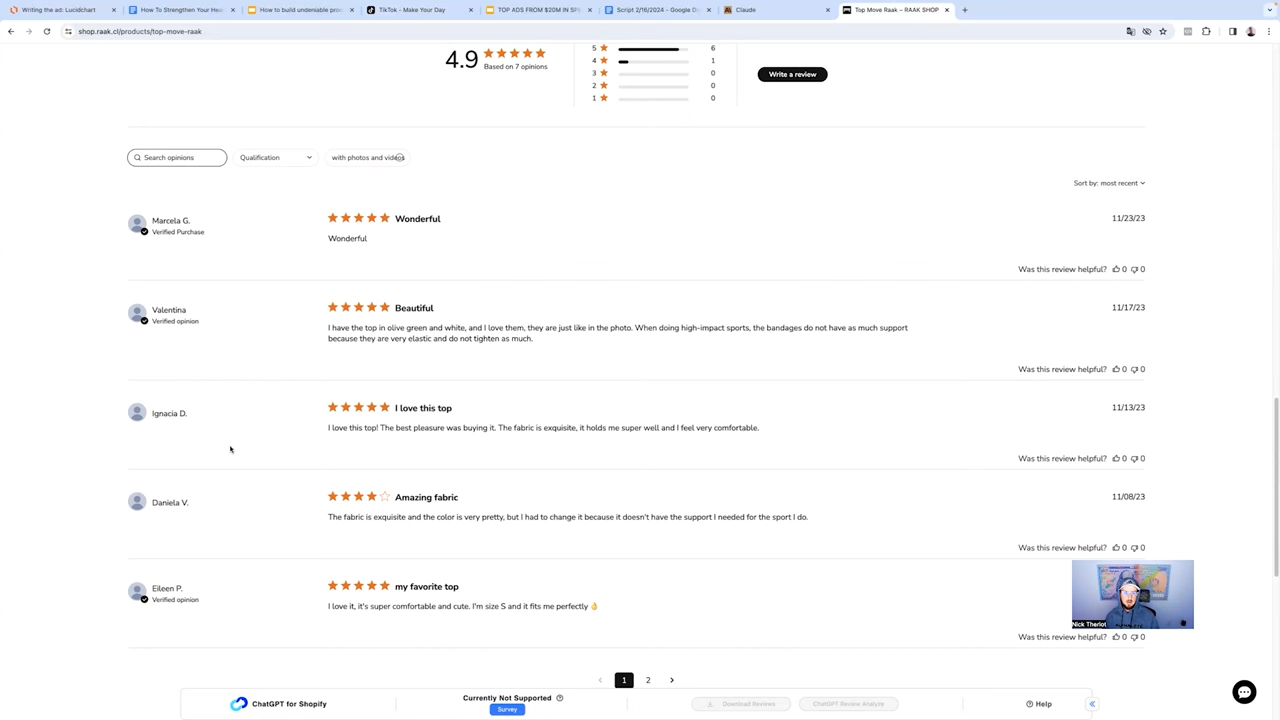 Writing the ad: Lucidchart
How To Strengthen Your Hea
How to build undeniable proo
TikTok - Make Your Day
TOP ADS FROM $20M IN SP
Script 2/16/2024 - Google D
Claude
Top Move Raak – RAAK SHOP
shop.raak.cl/products/top-move-raak
4.9
Based on 7 opinions
5 6
4 1
3 0
2 0
1 0
Write a review
Search opinions
Qualification
with photos and videos
Sort by: most recent
Marcela G.
Verified Purchase
Wonderful
11/23/23
Wonderful
Was this review helpful? 0 0
Valentina
Verified opinion
Beautiful
11/17/23
I have the top in olive green and white, and I love them, they are just like in the photo. When doing high-impact sports, the bandages do not have as much support
because they are very elastic and do not tighten as much.
Was this review helpful? 0 0
Ignacia D.
I love this top
11/13/23
I love this top! The best pleasure was buying it. The fabric is exquisite, it holds me super well and I feel very comfortable.
Was this review helpful? 0 0
Daniela V.
Amazing fabric
11/08/23
The fabric is exquisite and the color is very pretty, but I had to change it because it doesn't have the support I needed for the sport I do.
Was this review helpful? 0 0
Eileen P.
Verified opinion
my favorite top
I love it, it's super comfortable and cute. I'm size S and it fits me perfectly 👌
Nick Theriot
Was this review helpful? 0 0
1 2
ChatGPT for Shopify
Currently Not Supported
Survey
Download Reviews
ChatGPT Review Analyze
Help